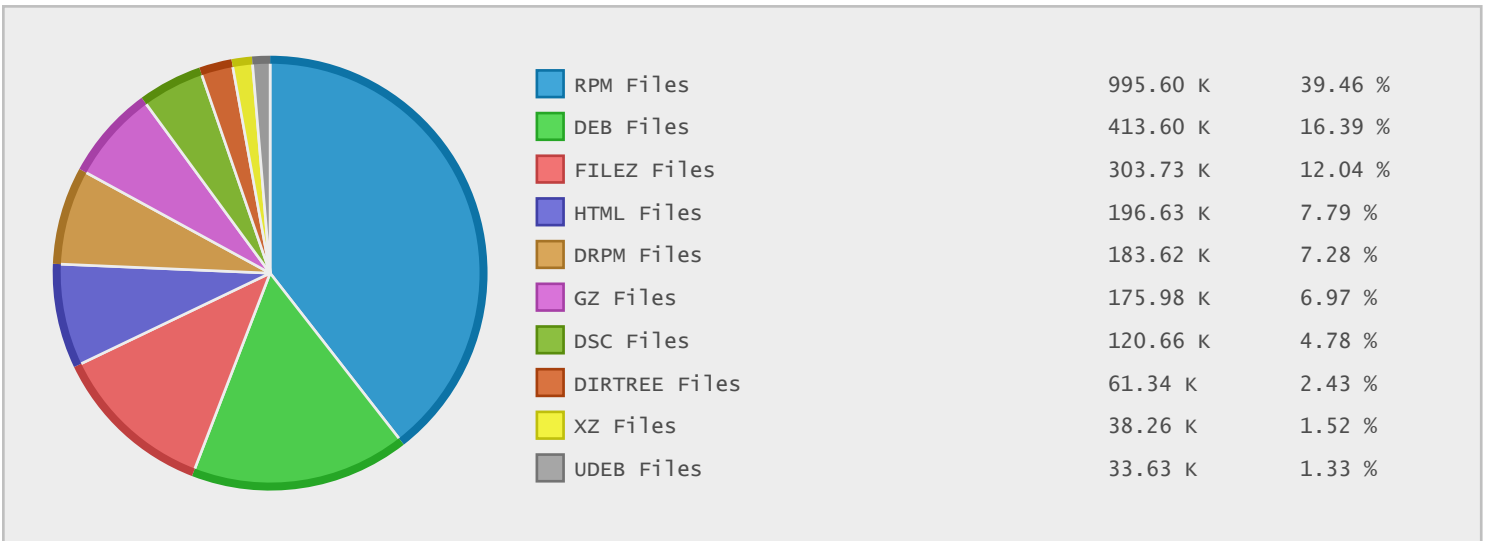 RPM Files 995.60 K 39.46 %
DEB Files 413.60 K 16.39 %
FILEZ Files 303.73 K 12.04 %
HTML Files 196.63 K 7.79 %
DRPM Files 183.62 K 7.28 %
GZ Files 175.98 K 6.97 %
DSC Files 120.66 K 4.78 %
DIRTREE Files 61.34 K 2.43 %
XZ Files 38.26 K 1.52 %
UDEB Files 33.63 K 1.33 %